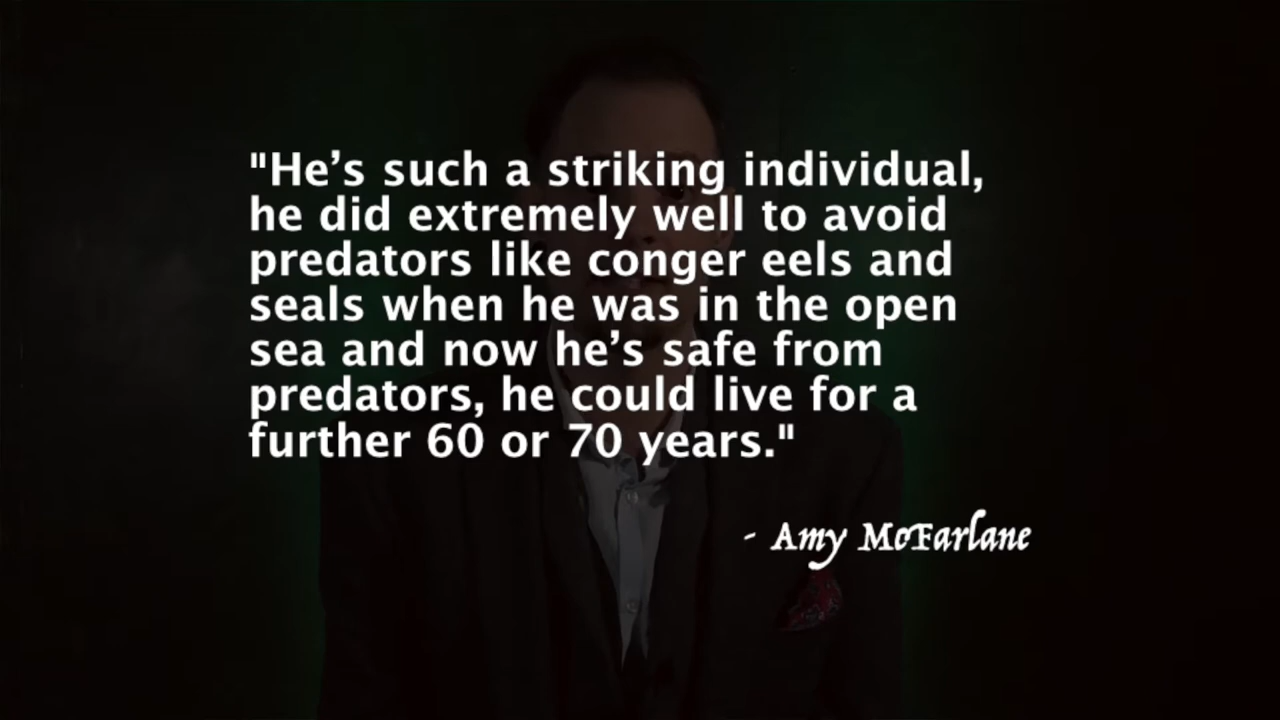 "He’s such a striking individual,
he did extremely well to avoid
predators like conger eels and
seals when he was in the open
sea and now he’s safe from
predators, he could live for a
further 60 or 70 years."
- Amy McFarlane